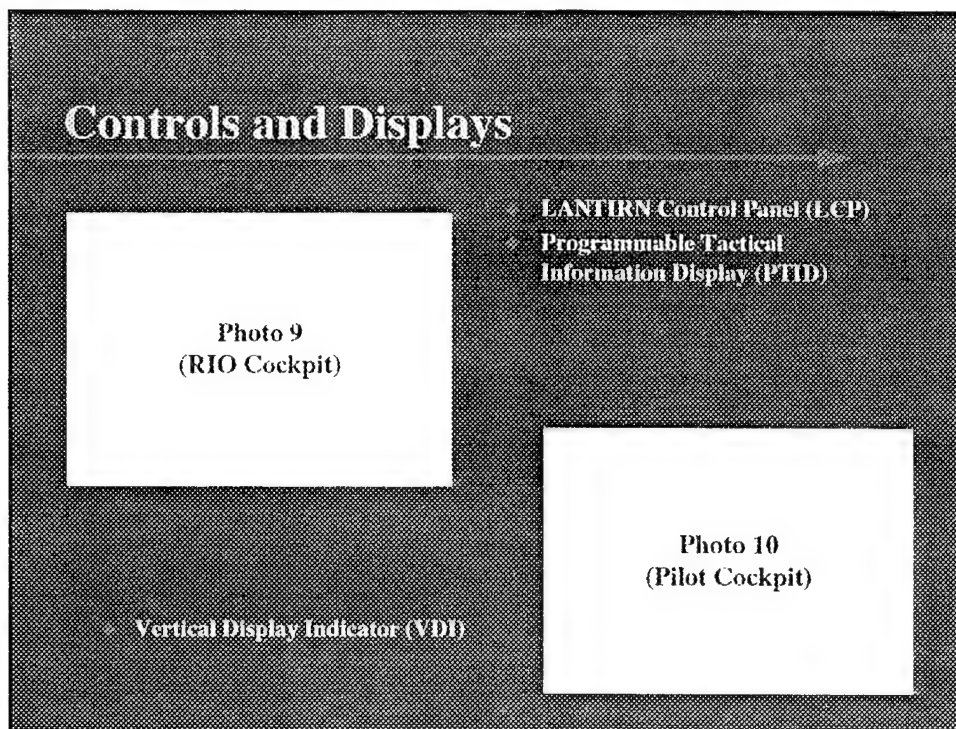 Controls and Displays
Photo 9
(RIO Cockpit)
LANTIRN Control Panel (LCP)
Programmable Tactical
Information Display (PTID)
Photo 10
(Pilot Cockpit)
Vertical Display Indicator (VDI)